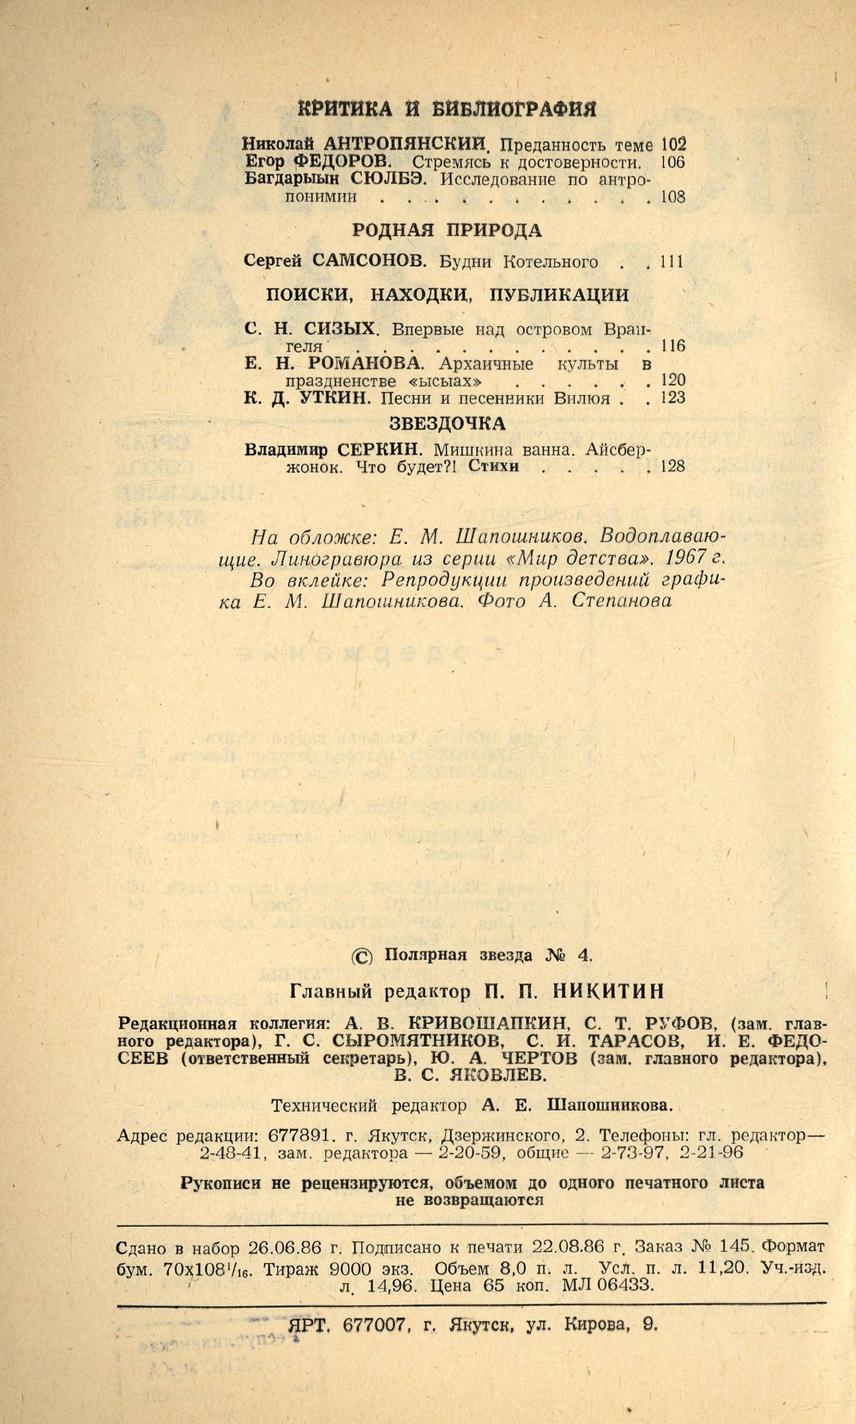 КРИТИКА И БИБЛИОГРАФИЯ
Николай АНТРОПЯНСКИЙ. Преданность теме 102
Егор ФЕДОРОВ. Стремясь к достоверности. 106
Багдарыын СЮЛБЭ. Исследование по антро-
понимии . . . . . . . . . . . 108
РОДНАЯ ПРИРОДА
Сергей САМСОНОВ. Будни Котельного . . 111
ПОИСКИ, НАХОДКИ, ПУБЛИКАЦИИ
С. Н. СИЗЫХ. Впервые над островом Вран-
геля . . . . . . . . . . . . 116
Е. Н. РОМАНОВА. Архаичные культы в
праздненстве «ысыах» . . . . . . 120
К. Д. УТКИН. Песни и песенники Вилюя . . 123
ЗВЕЗДОЧКА
Владимир СЕРКИН. Мишкина ванна. Айсбер-
жонок. Что будет?! Стихи . . . . . 128
На обложке: Е. М. Шапошников. Водоплаваю-
щие. Линогравюра из серии «Мир детства». 1967 г.
Во вклейке: Репродукции произведений графи-
ка Е. М. Шапошникова. Фото А. Степанова
© Полярная звезда № 4.
Главный редактор П. П. НИКИТИН
Редакционная коллегия: А. В. КРИВОШАПКИН, С. Т. РУФОВ, (зам. глав-
ного редактора), Г. С. СЫРОМЯТНИКОВ, С. И. ТАРАСОВ, И. Е. ФЕДО-
СЕЕВ (ответственный секретарь), Ю. А. ЧЕРТОВ (зам. главного редактора),
В. С. ЯКОВЛЕВ.
Технический редактор А. Е. Шапошникова.
Адрес редакции: 677891. г. Якутск, Дзержинского, 2. Телефоны: гл. редактор—
2-48-41, зам. редактора — 2-20-59, общие — 2-73-97, 2-21-96
Рукописи не рецензируются, объемом до одного печатного листа
не возвращаются
Сдано в набор 26.06.86 г. Подписано к печати 22.08.86 г. Заказ № 145. Формат
бум. 70х108¹/₁₆. Тираж 9000 экз. Объем 8,0 п. л. Усл. п. л. 11,20. Уч.-изд.
л. 14,96. Цена 65 коп. МЛ 06433.
ЯРТ. 677007, г. Якутск, ул. Кирова, 9.